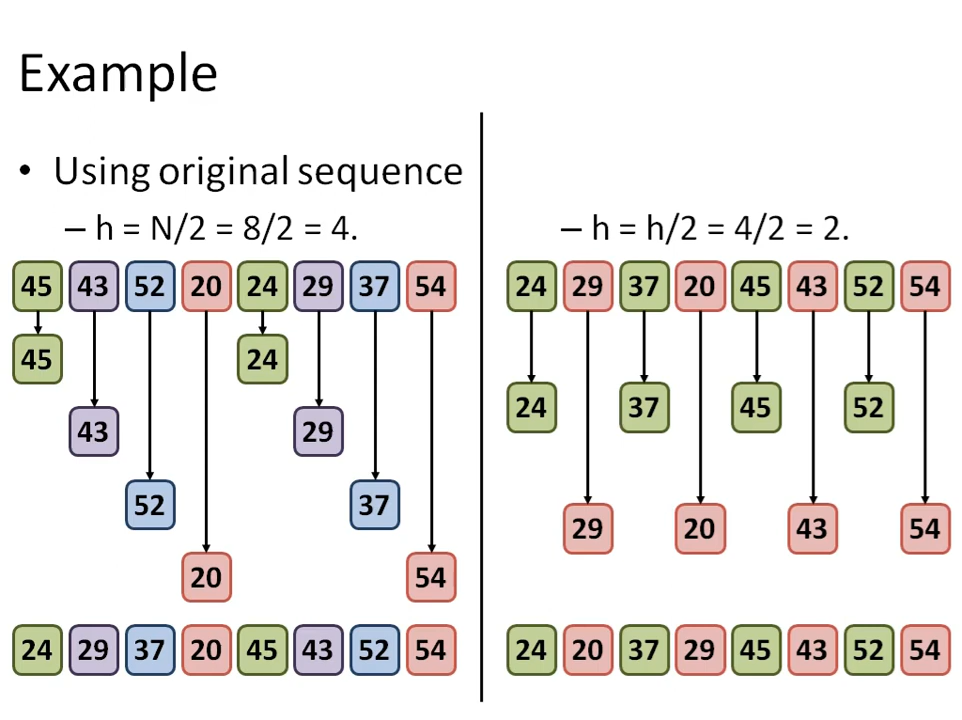 Example
• Using original sequence
– h = N/2 = 8/2 = 4.
45 43 52 20 24 29 37 54
45 24
43 29
52 37
20 54
24 29 37 20 45 43 52 54
– h = h/2 = 4/2 = 2.
24 29 37 20 45 43 52 54
24 37 45 52
29 20 43 54
24 20 37 29 45 43 52 54